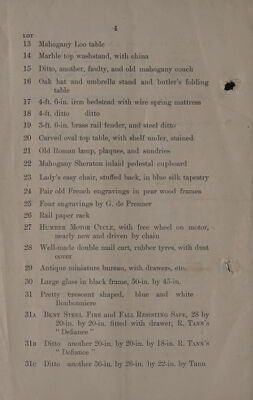 4
LOT
13 Mahogany Loo table
14 Marble top washstand, with china
15 Ditto, another, faulty, and old mahogany couch
16 Oak hat and umbrella stand and butler's folding
table
17 4-ft. 6-in. iron bedstead with wire spring mattress
18 4-ft. ditto ditto
19 3-ft. 6-in. brass rail fender, and steel ditto
20 Carved oval top table, with shelf under, stained
21 Old Roman lamp, plaques, and sundries
22 Mahogany Sheraton inlaid pedestal cupboard
23 Lady's easy chair, stuffed back, in blue silk tapestry
24 Pair old French engravings in pear wood frames
25 Four engravings by G. de Prenner
26 Rail paper rack
27 HUMBER MOTOR CYCLE, with free wheel on motor,
nearly new and driven by chain
28 Well-made double mail cart, rubber tyres, with dust
cover
29 Antique miniature bureau, with drawers, etc.
30 Large glass in black frame, 50-in. by 45-in.
31 Pretty trescent shaped, blue and white
Bonbonniere
31A BENT STEEL FIRE AND FALL RESISTING SAFE, 28 by
20-in. by 20-in. fitted with drawer, R. TANN'S
"Defiance"
31B Ditto another 20-in. by 20-in. by 18-in. R. TANN'S
"Defiance"
31C Ditto another 36-in. by 26-in. by 22-in. by Tann